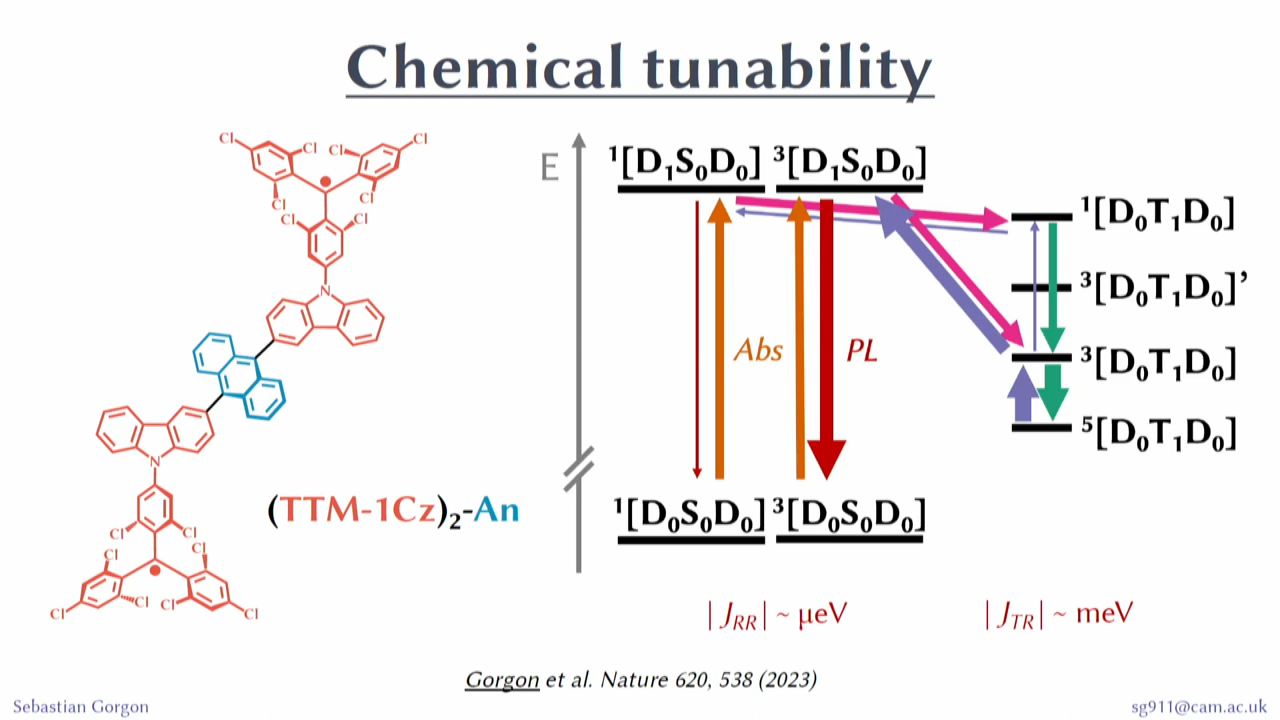 Chemical tunability
Cl Cl Cl Cl
Cl Cl
Cl Cl
N
N
Cl Cl
Cl Cl
Cl Cl Cl Cl
(TTM-1Cz)₂-An
E
¹[D₁S₀D₀] ³[D₁S₀D₀]
¹[D₀T₁D₀]
³[D₀T₁D₀]’
Abs PL
³[D₀T₁D₀]
⁵[D₀T₁D₀]
¹[D₀S₀D₀] ³[D₀S₀D₀]
|J_RR| ~ µeV |J_TR| ~ meV
Gorgon et al. Nature 620, 538 (2023)
Sebastian Gorgon sg911@cam.ac.uk